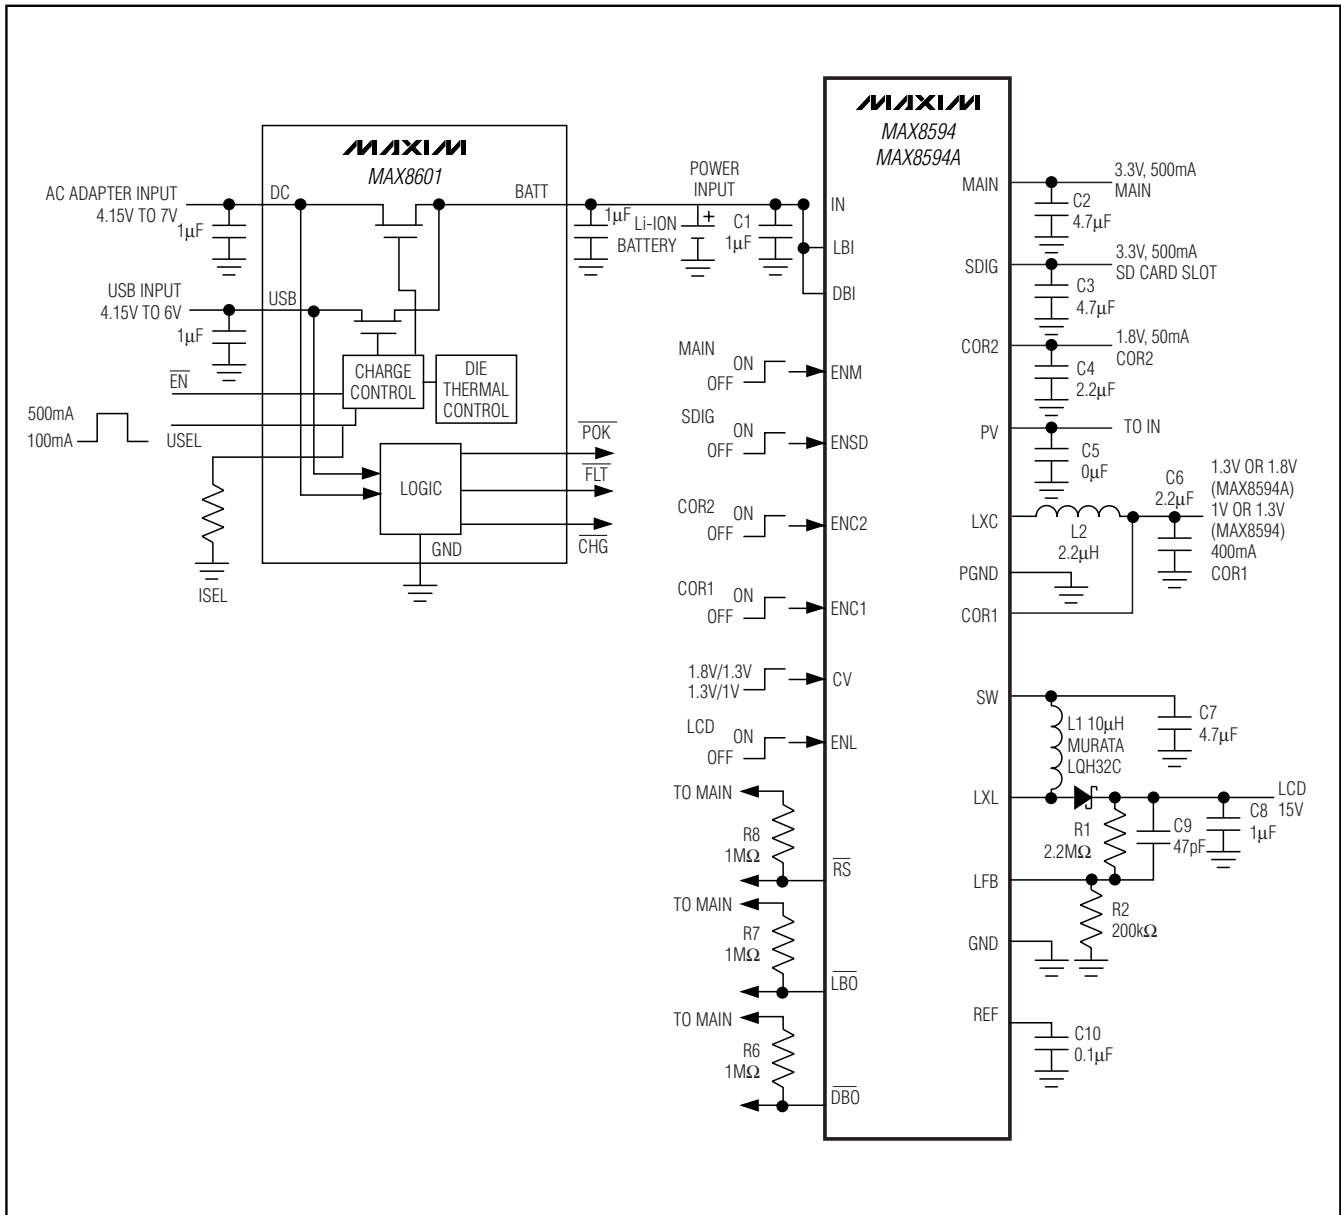 MAXIM
MAX8601
AC ADAPTER INPUT
4.15V TO 7V
1μF
DC
BATT
USB INPUT
4.15V TO 6V
1μF
USB
EN
500mA
100mA
USEL
ISEL
CHARGE
CONTROL
DIE
THERMAL
CONTROL
LOGIC
POK
FLT
CHG
GND
1μF
POWER
INPUT
Li-ION
BATTERY
+
C1
1μF
MAXIM
MAX8594
MAX8594A
IN
LBI
DBI
MAIN
ON
OFF
ENM
SDIG
ON
OFF
ENSD
COR2
ON
OFF
ENC2
COR1
ON
OFF
ENC1
1.8V/1.3V
1.3V/1V
CV
LCD
ON
OFF
ENL
TO MAIN
R8
1MΩ
RS
TO MAIN
R7
1MΩ
LBO
TO MAIN
R6
1MΩ
DBO
MAIN
3.3V, 500mA
MAIN
C2
4.7μF
SDIG
3.3V, 500mA
SD CARD SLOT
C3
4.7μF
COR2
1.8V, 50mA
COR2
C4
2.2μF
PV
TO IN
C5
0μF
LXC
L2
2.2μH
C6
2.2μF
1.3V OR 1.8V
(MAX8594A)
1V OR 1.3V
(MAX8594)
400mA
COR1
PGND
COR1
SW
L1 10μH
MURATA
LQH32C
C7
4.7μF
LXL
LCD
15V
R1
2.2MΩ
C9
47pF
C8
1μF
LFB
R2
200kΩ
GND
REF
C10
0.1μF